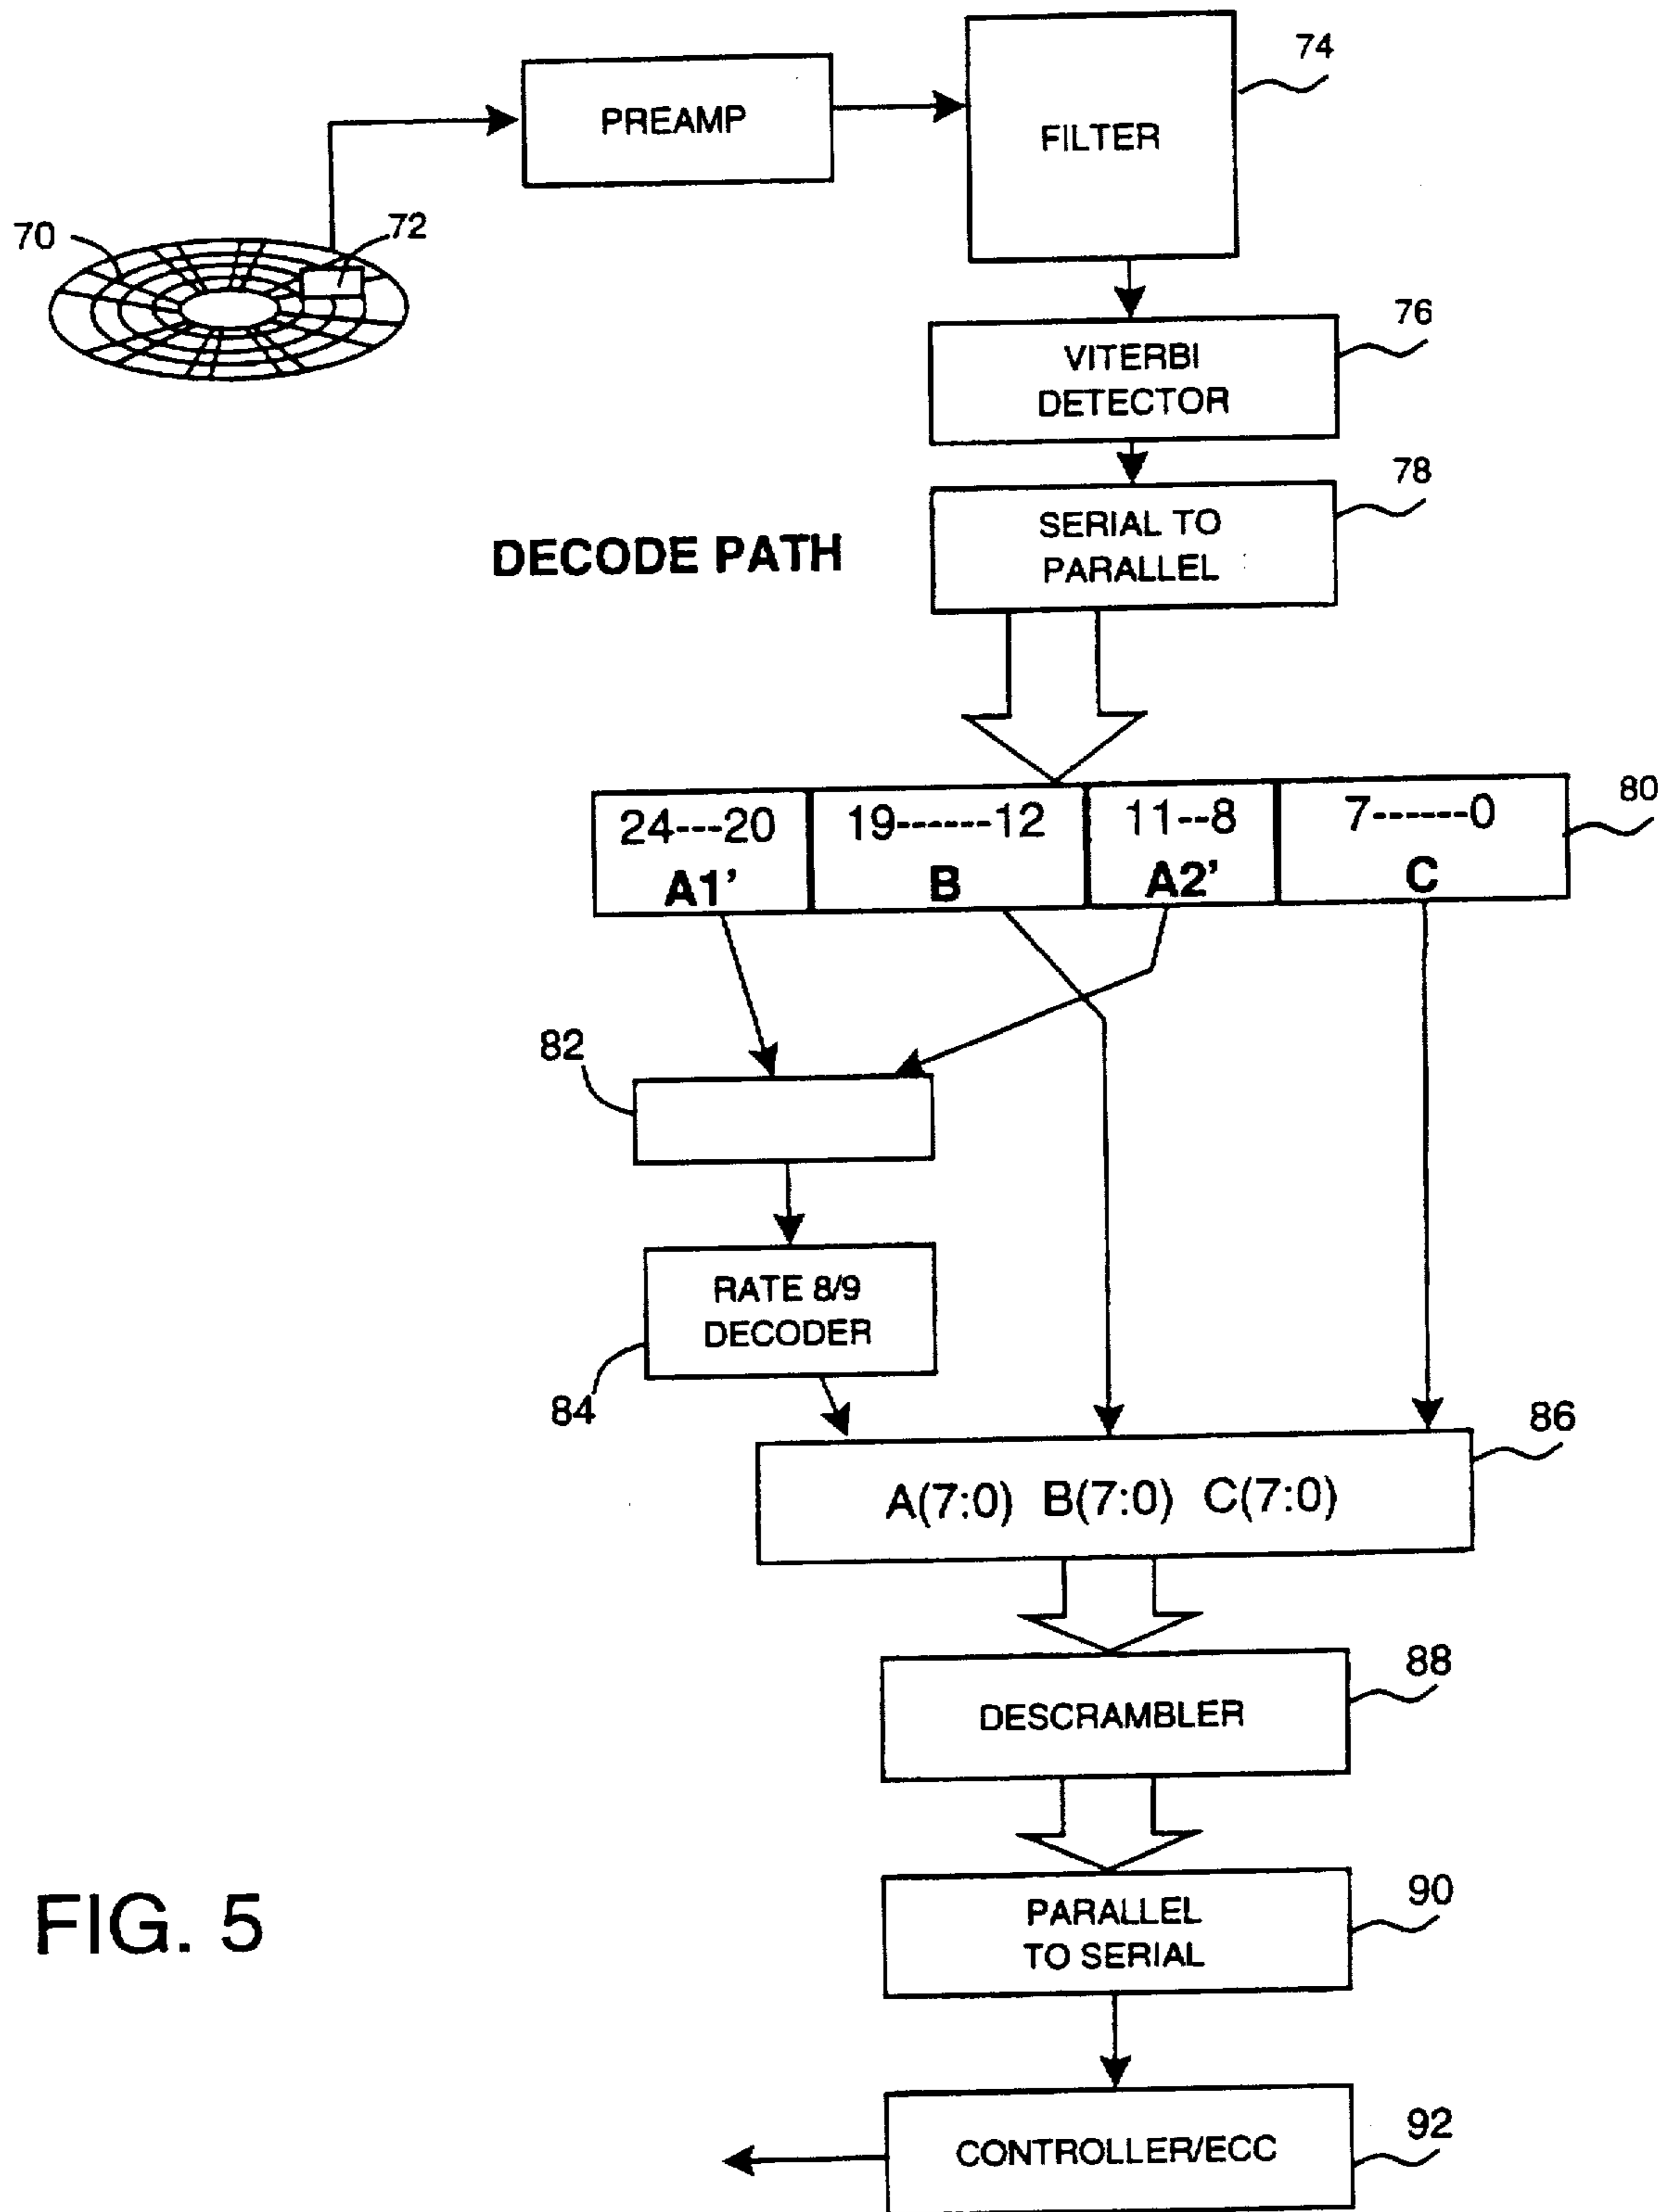 74
PREAMP
FILTER
70
72
76
VITERBI
DETECTOR
78
SERIAL TO
PARALLEL
DECODE PATH
80
24---20 19------12 11--8 7------0
A1’ B A2’ C
82
RATE 8/9
DECODER
84
86
A(7:0) B(7:0) C(7:0)
88
DESCRAMBLER
90
PARALLEL
TO SERIAL
FIG. 5
92
CONTROLLER/ECC